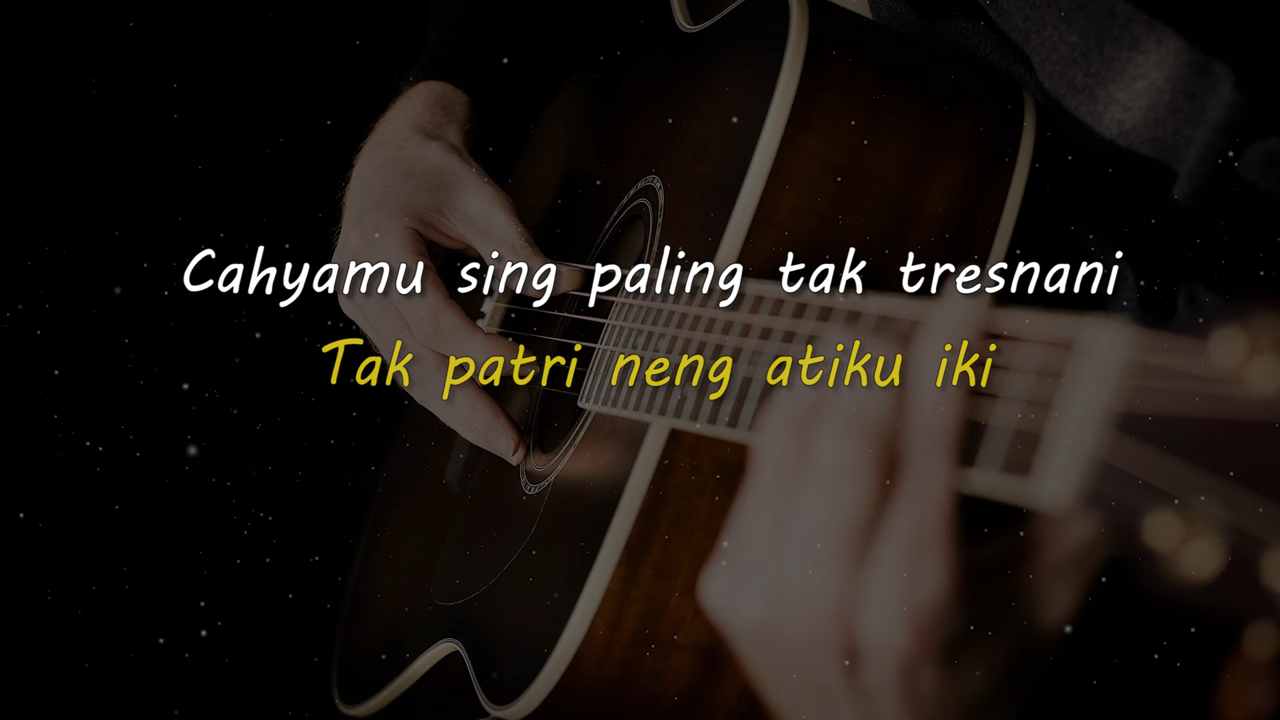 Cahyamu sing paling tak tresnani
Tak patri neng atiku iki